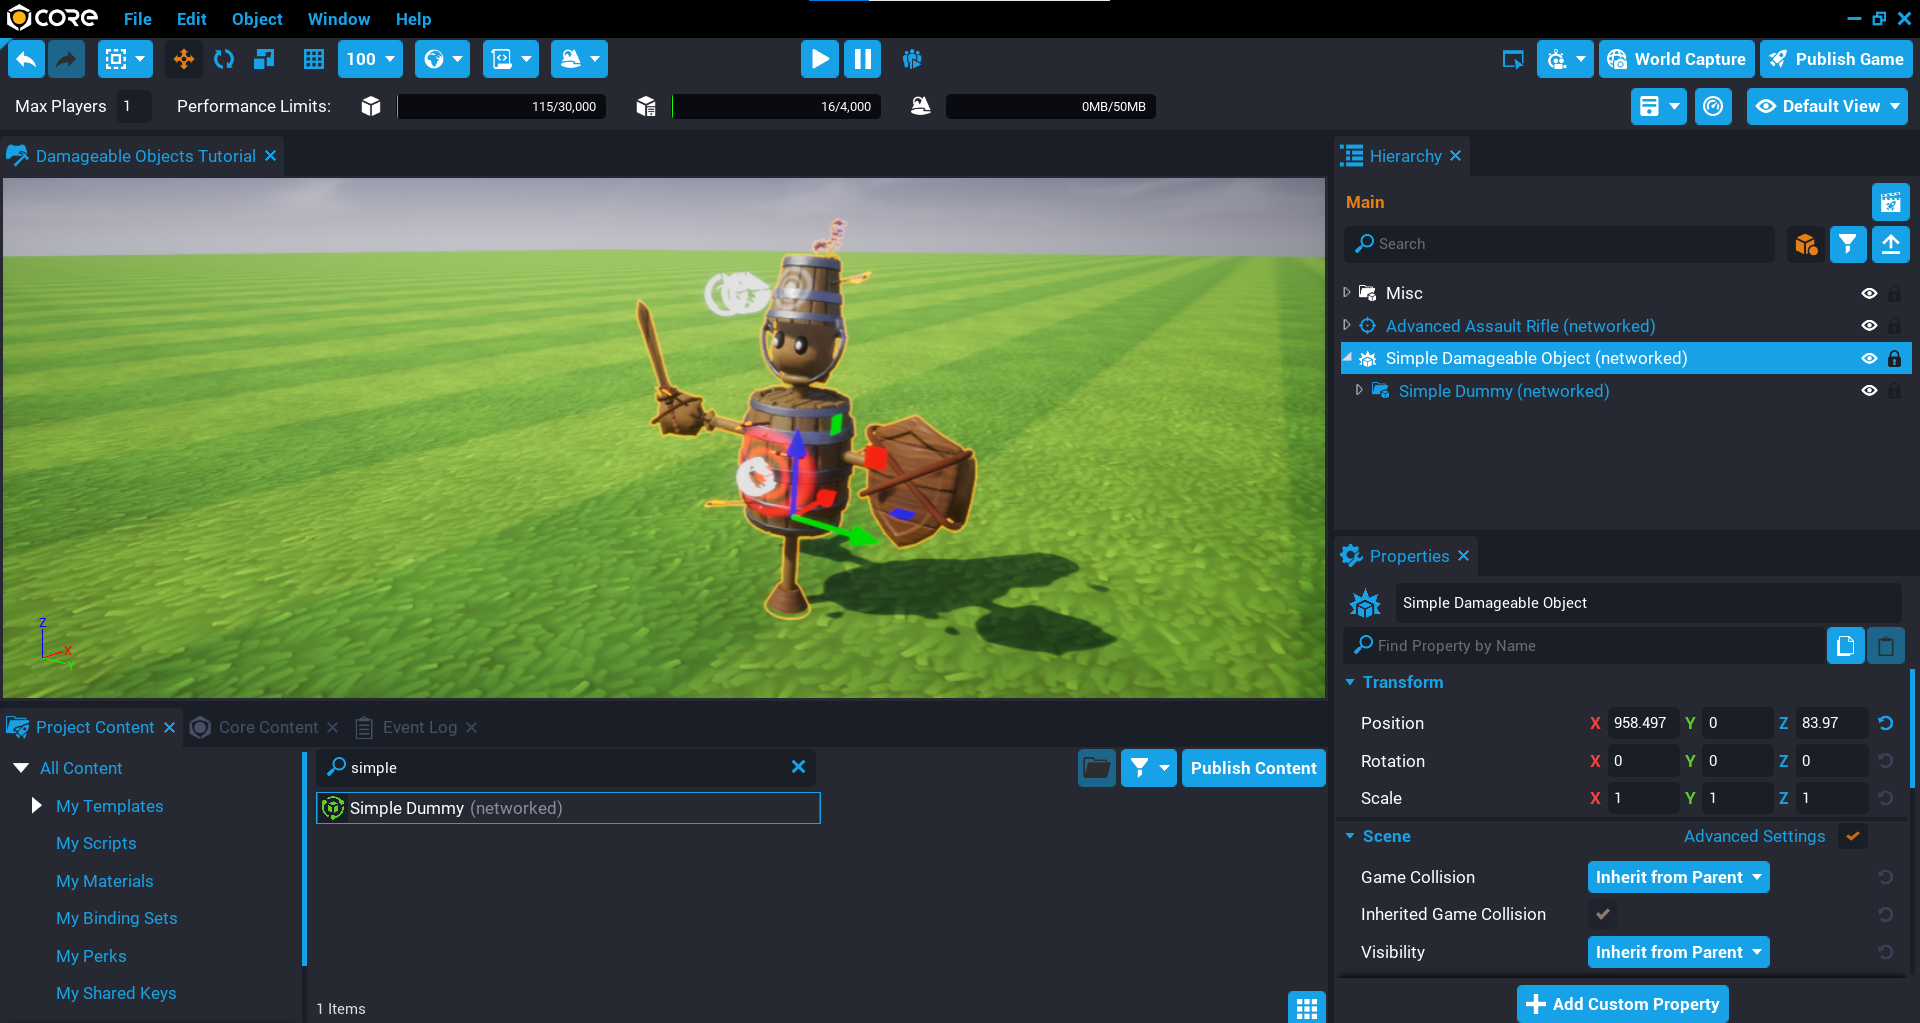 CORE
File Edit Object Window Help
100
World Capture
Publish Game
Max Players 1 Performance Limits: 115/30,000 16/4,000 0MB/50MB
Default View
Damageable Objects Tutorial
Z
X
Y
Hierarchy
Main
Search
Misc
Advanced Assault Rifle (networked)
Simple Damageable Object (networked)
Simple Dummy (networked)
Properties
Simple Damageable Object
Find Property by Name
Transform
Position X 958.497 Y 0 Z 83.97
Rotation X 0 Y 0 Z 0
Scale X 1 Y 1 Z 1
Scene Advanced Settings
Game Collision Inherit from Parent
Inherited Game Collision
Visibility Inherit from Parent
Add Custom Property
Project Content Core Content Event Log
All Content
My Templates
My Scripts
My Materials
My Binding Sets
My Perks
My Shared Keys
simple
Publish Content
Simple Dummy (networked)
1 Items